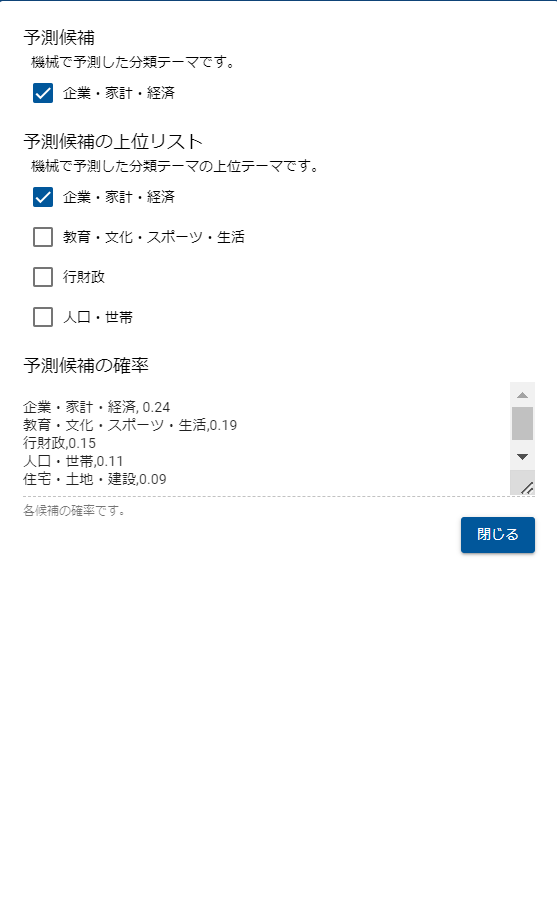 予測候補
機械で予測した分類テーマです。
企業・家計・経済
予測候補の上位リスト
機械で予測した分類テーマの上位テーマです。
企業・家計・経済
教育・文化・スポーツ・生活
行財政
人口・世帯
予測候補の確率
企業・家計・経済, 0.24
教育・文化・スポーツ・生活,0.19
行財政,0.15
人口・世帯,0.11
住宅・土地・建設,0.09
各候補の確率です。
閉じる